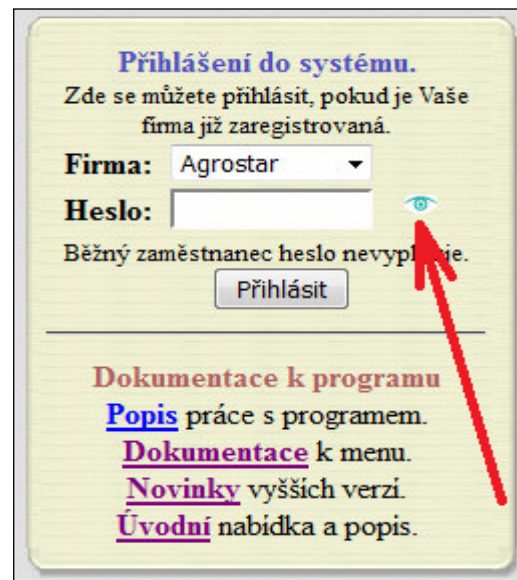 Přihlášení do systému.
Zde se můžete přihlásit, pokud je Vaše
firma již zaregistrovaná.
Firma: Agrostar
Heslo:
Běžný zaměstnanec heslo nevyplňuje.
Přihlásit
Dokumentace k programu
Popis práce s programem.
Dokumentace k menu.
Novinky vyšších verzí.
Úvodní nabídka a popis.